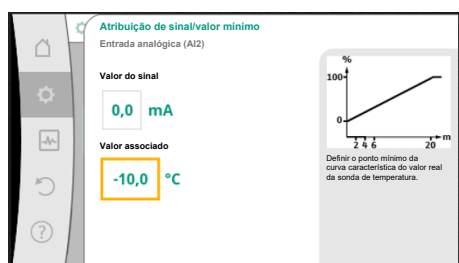 Atribuição de sinal/valor mínimo
Entrada analógica (AI2)
Valor do sinal
0,0 mA
Valor associado
-10,0 °C
%
100
0
2 4 6 20 m
Definir o ponto mínimo da
curva característica do valor real
da sonda de temperatura.
?